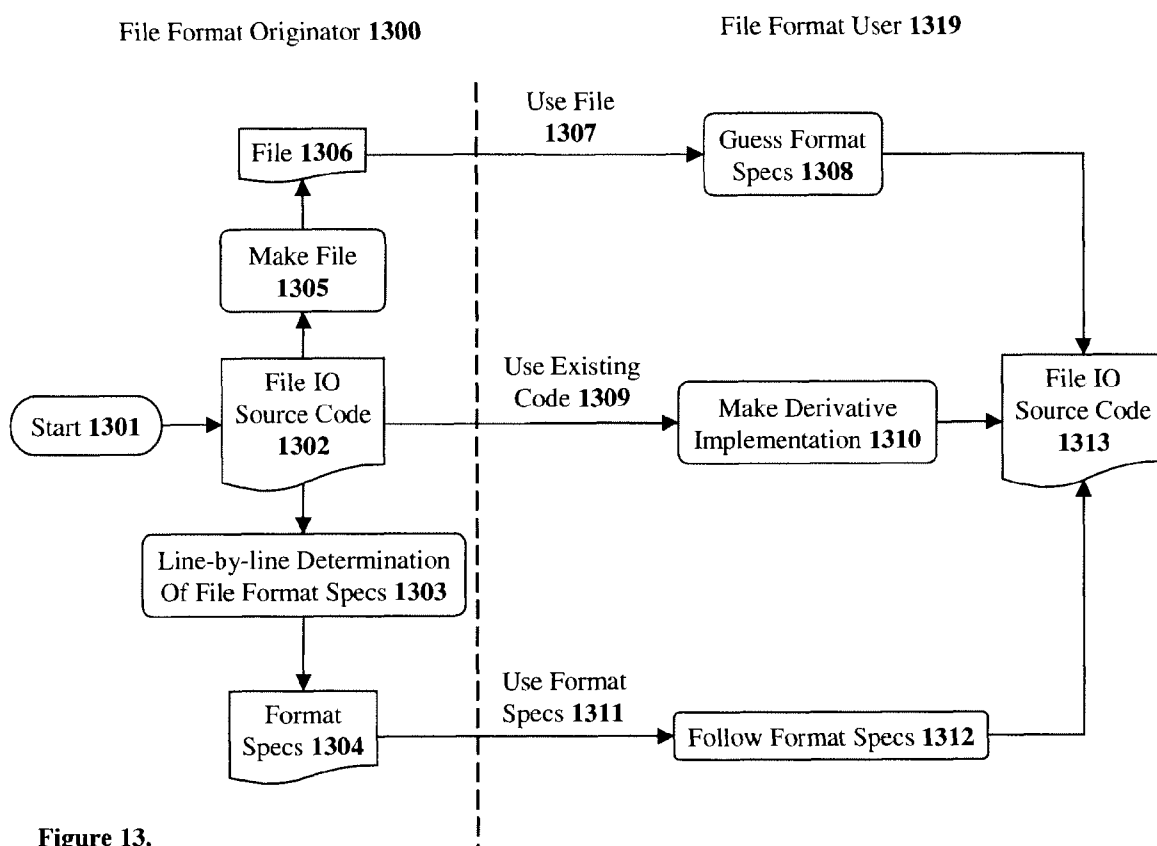 File Format Originator 1300
File Format User 1319
Use File
1307
File 1306
Guess Format
Specs 1308
Make File
1305
Use Existing
Code 1309
Start 1301
File IO
Source Code
1302
Make Derivative
Implementation 1310
File IO
Source Code
1313
Line-by-line Determination
Of File Format Specs 1303
Use Format
Specs 1311
Format
Specs 1304
Follow Format Specs 1312
Figure 13.